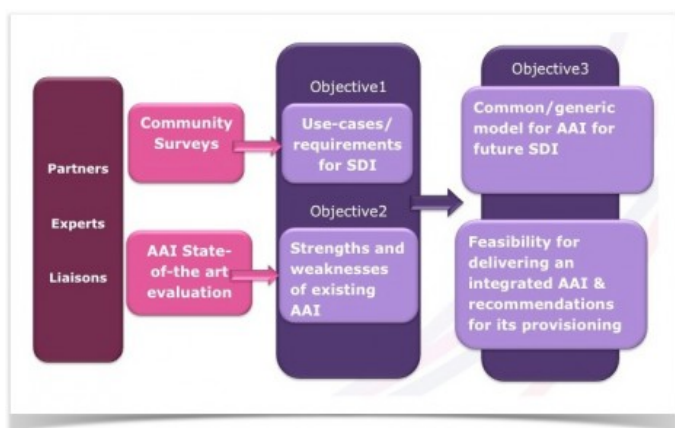 Partners
Experts
Liaisons
Community
Surveys
AAI State-
of-the art
evaluation
Objective1
Use-cases/
requirements
for SDI
Objective2
Strengths and
weaknesses
of existing
AAI
Objective3
Common/generic
model for AAI for
future SDI
Feasibility for
delivering an
integrated AAI &
recommendations
for its provisioning